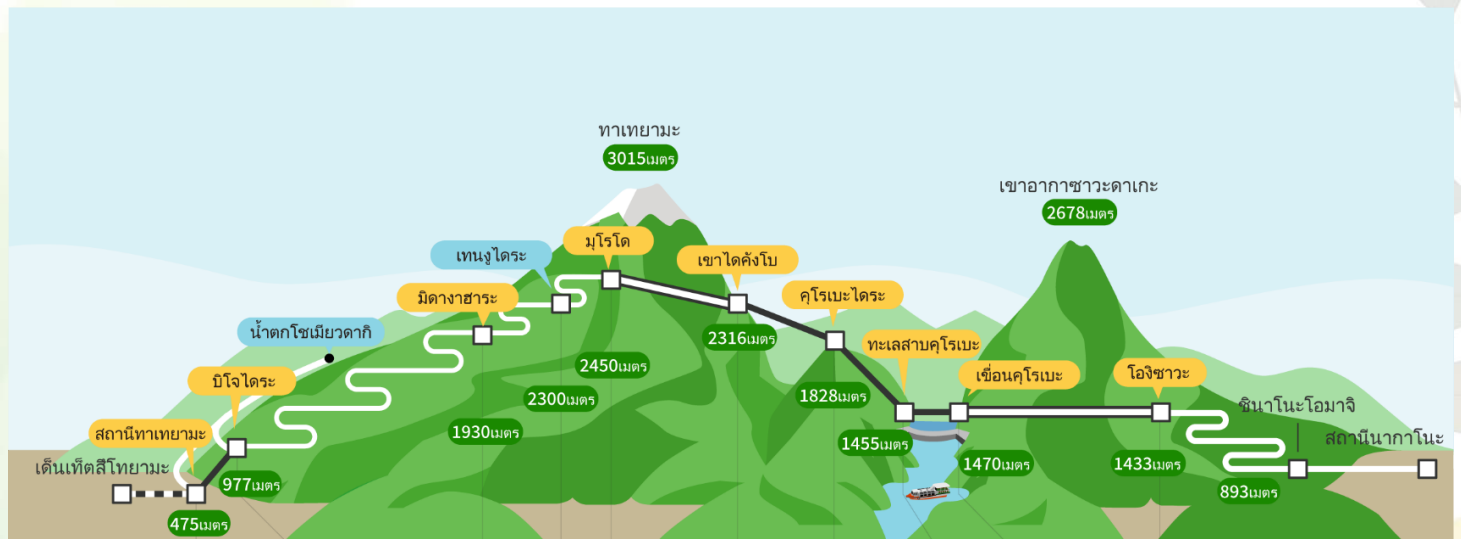 ทาเทยามะ
3015เมตร
เขาอากาซาวะดาเกะ
2678เมตร
มุโรโด
เทนงูไดระ
เขาไดคังโบ
มิดางาฮาระ
คุโรเบะไดระ
น้ำตกโชเมียวดากิ
2316เมตร
ทะเลสาบคุโรเบะ
2450เมตร
บิโจไดระ
เขื่อนคุโรเบะ
โองิซาวะ
1828เมตร
2300เมตร
ชินาโนะโอมาจิ
1930เมตร
สถานีทาเทยามะ
สถานีนากาโนะ
1455เมตร
เด็นเท็ตสึโทยามะ
1470เมตร
1433เมตร
977เมตร
893เมตร
475เมตร